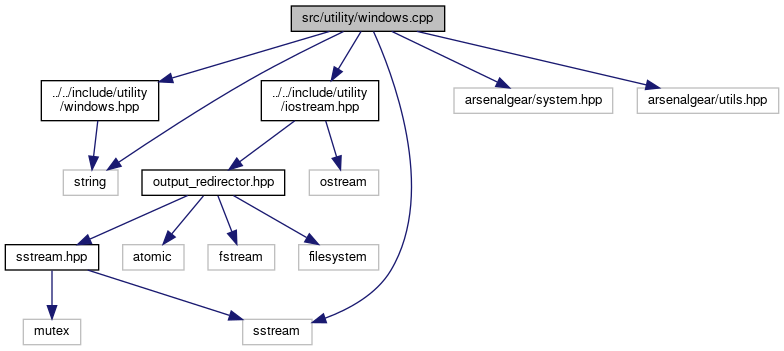 src/utility/windows.cpp
../../include/utility
/windows.hpp
../../include/utility
/iostream.hpp
arsenalgear/system.hpp
arsenalgear/utils.hpp
string
output_redirector.hpp
ostream
sstream.hpp
atomic
fstream
filesystem
mutex
sstream